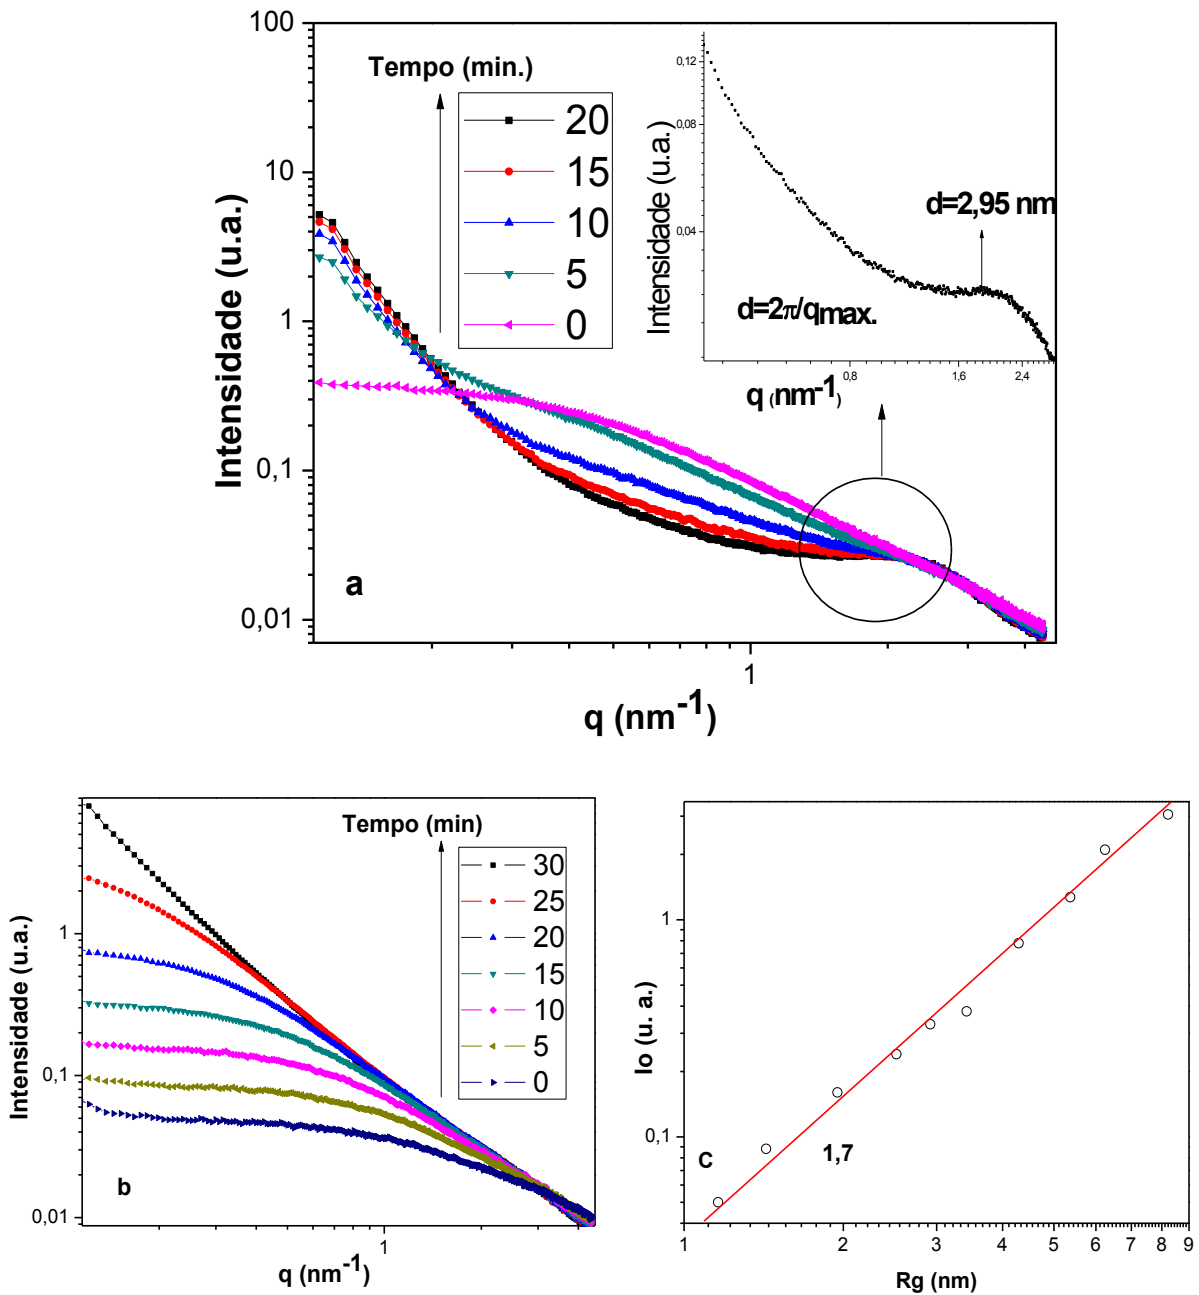 100
10
1
0,1
0,01
Intensidade (u.a.)
Tempo (min.)
20
15
10
5
0
a
1
q (nm-1)
0,12
0,08
0,04
Intensidade (u.a.)
d=2,95 nm
d=2π/qmax.
0,8
1,6
2,4
q (nm-1)
1
0,1
0,01
Intensidade (u.a.)
Tempo (min)
30
25
20
15
10
5
0
b
1
q (nm-1)
1
0,1
Io (u. a.)
C
1,7
1 2 3 4 5 6 7 8 9
Rg (nm)